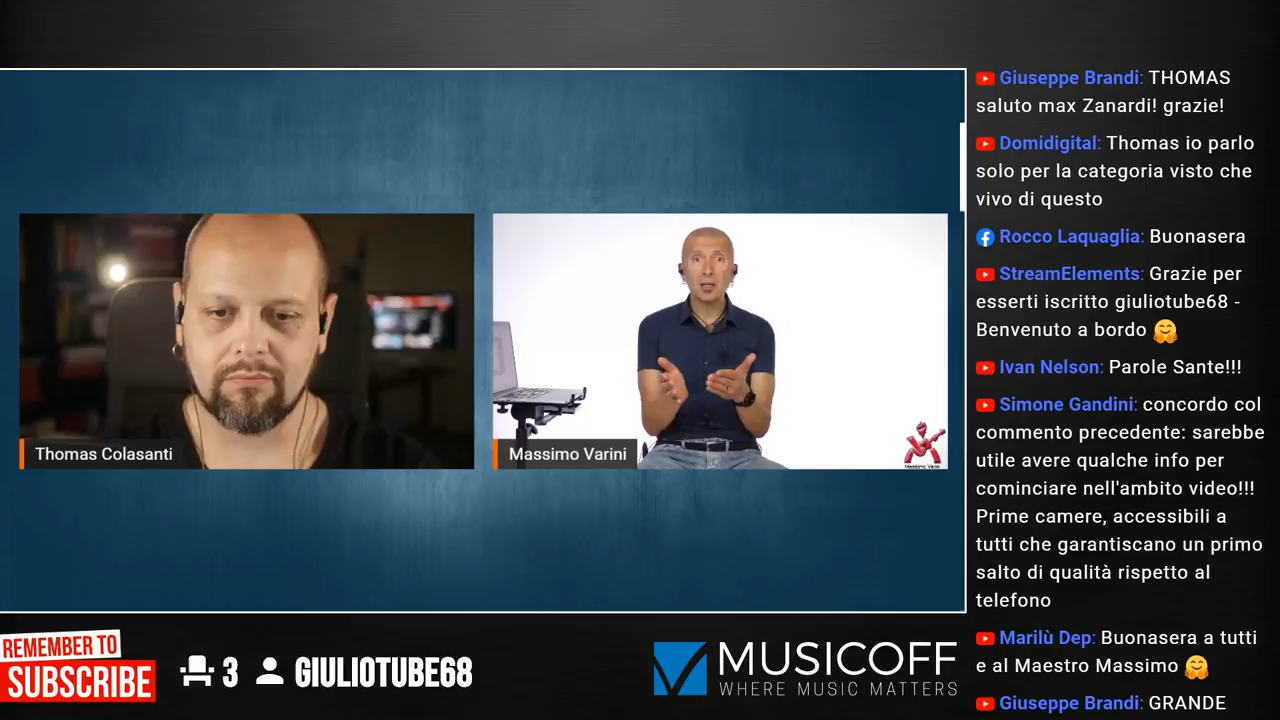 Giuseppe Brandi: THOMAS
saluto max Zanardi! grazie!
Domidigital: Thomas io parlo
solo per la categoria visto che
vivo di questo
Rocco Laquaglia: Buonasera
StreamElements: Grazie per
esserti iscritto giuliotube68 -
Benvenuto a bordo 🤗
Ivan Nelson: Parole Sante!!!
Simone Gandini: concordo col
commento precedente: sarebbe
utile avere qualche info per
cominciare nell'ambito video!!!
Prime camere, accessibili a
tutti che garantiscano un primo
salto di qualità rispetto al
telefono
Marilù Dep: Buonasera a tutti
e al Maestro Massimo 🤗
Giuseppe Brandi: GRANDE
Thomas Colasanti
Massimo Varini
Massimo Varini
REMEMBER TO
SUBSCRIBE
3
GIULIOTUBE68
MUSICOFF
WHERE MUSIC MATTERS